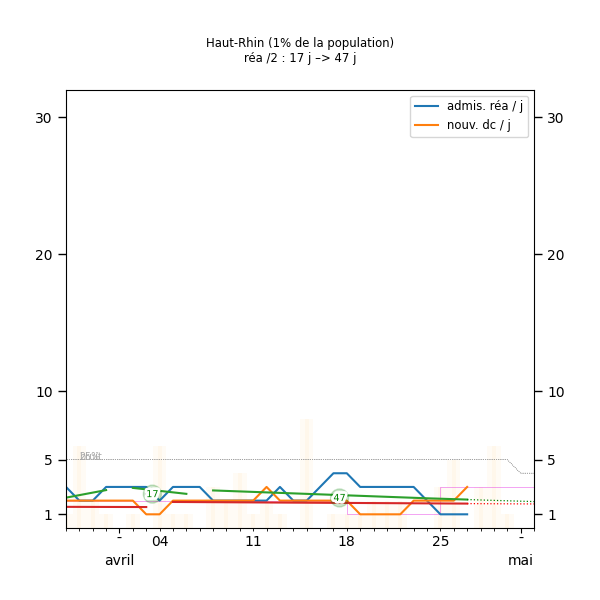 Haut-Rhin (1% de la population)
réa /2 : 17 j –> 47 j
admis. réa / j
nouv. dc / j
30 30
20 20
10 10
5 5
1 1
17
47
- 04 11 18 25 -
avril mai